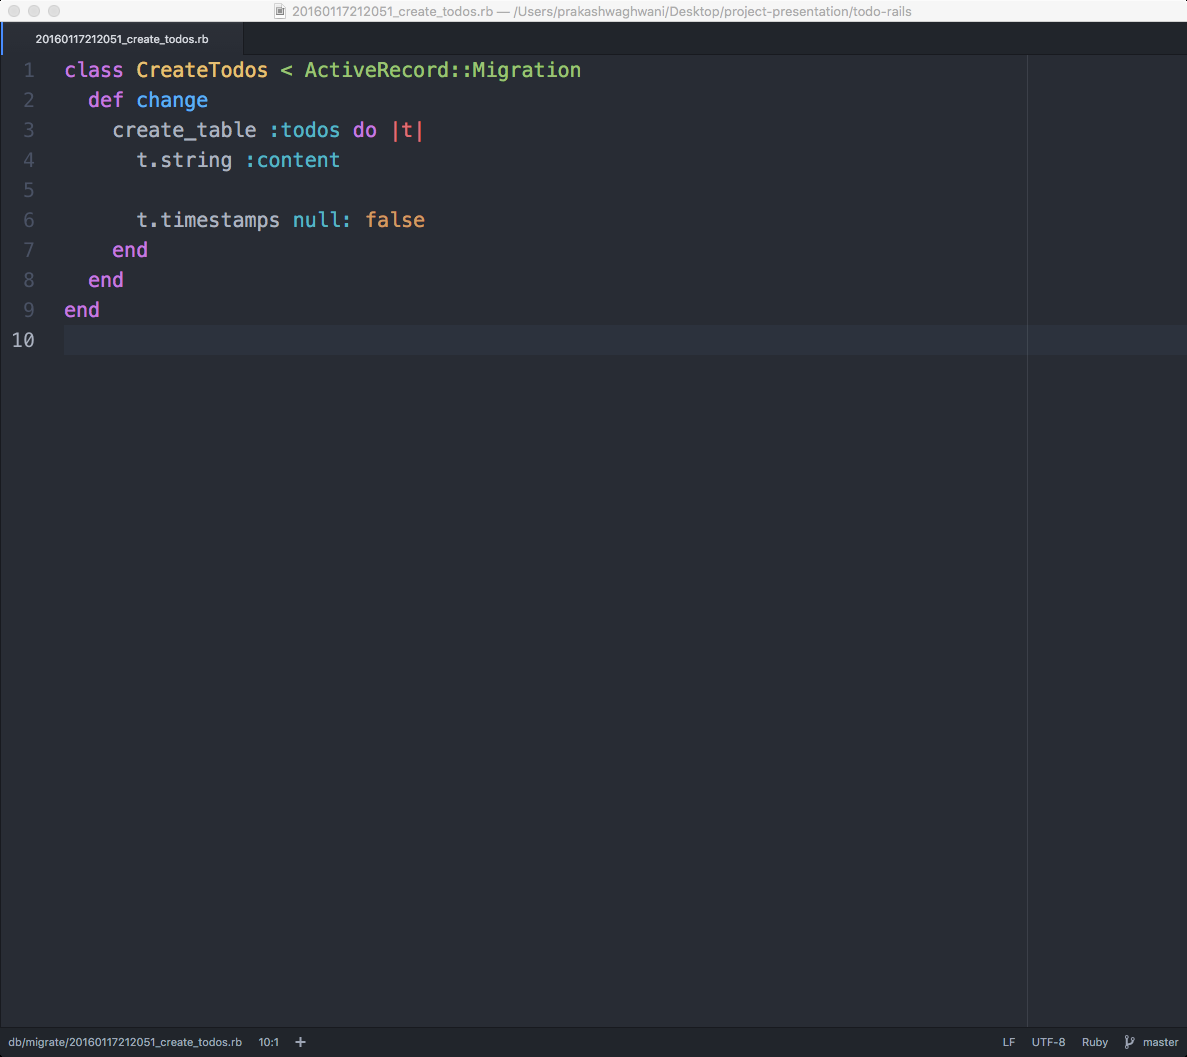 20160117212051_create_todos.rb — /Users/prakashwaghwani/Desktop/project-presentation/todo-rails
20160117212051_create_todos.rb
1 class CreateTodos < ActiveRecord::Migration
2   def change
3     create_table :todos do |t|
4       t.string :content
5
6       t.timestamps null: false
7     end
8   end
9 end
10
db/migrate/20160117212051_create_todos.rb 10:1 + LF UTF-8 Ruby master